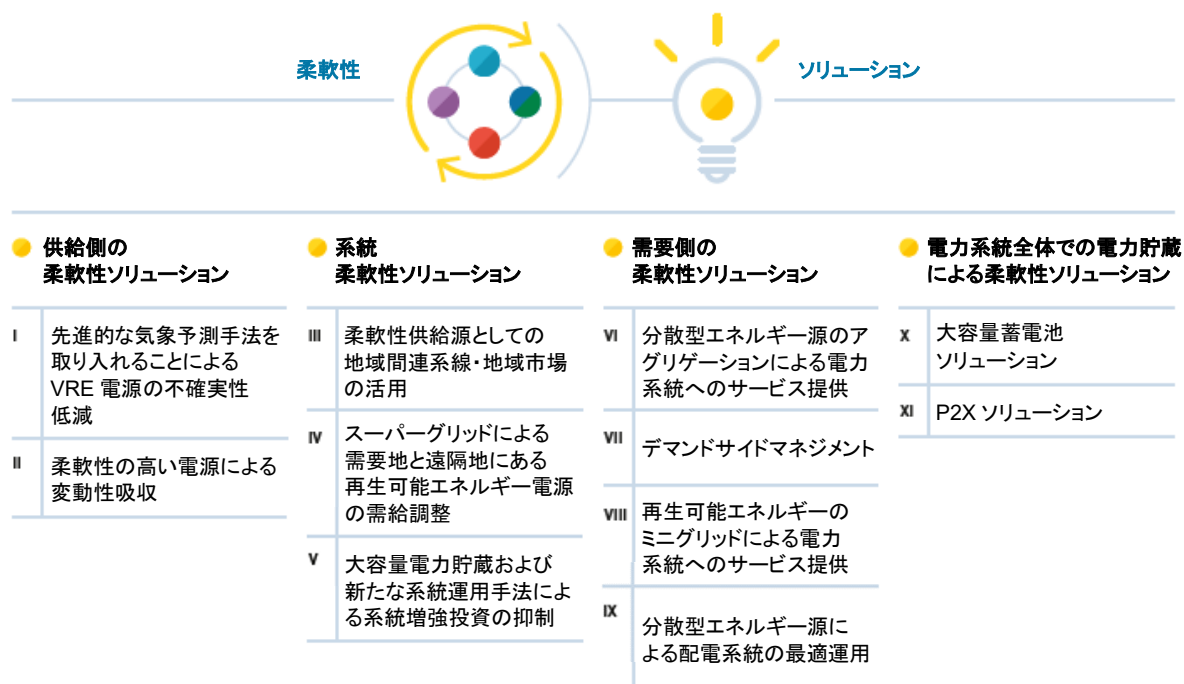 柔軟性
ソリューション
供給側の
柔軟性ソリューション
I
先進的な気象予測手法を
取り入れることによる
VRE 電源の不確実性
低減
II
柔軟性の高い電源による
変動性吸収
系統
柔軟性ソリューション
III
柔軟性供給源としての
地域間連系線・地域市場
の活用
IV
スーパーグリッドによる
需要地と遠隔地にある
再生可能エネルギー電源
の需給調整
V
大容量電力貯蔵および
新たな系統運用手法によ
る系統増強投資の抑制
需要側の
柔軟性ソリューション
VI
分散型エネルギー源のア
グリゲーションによる電力
系統へのサービス提供
VII
デマンドサイドマネジメント
VIII
再生可能エネルギーの
ミニグリッドによる電力
系統へのサービス提供
IX
分散型エネルギー源に
よる配電系統の最適運用
電力系統全体での電力貯蔵
による柔軟性ソリューション
X
大容量蓄電池
ソリューション
XI
P2X ソリューション